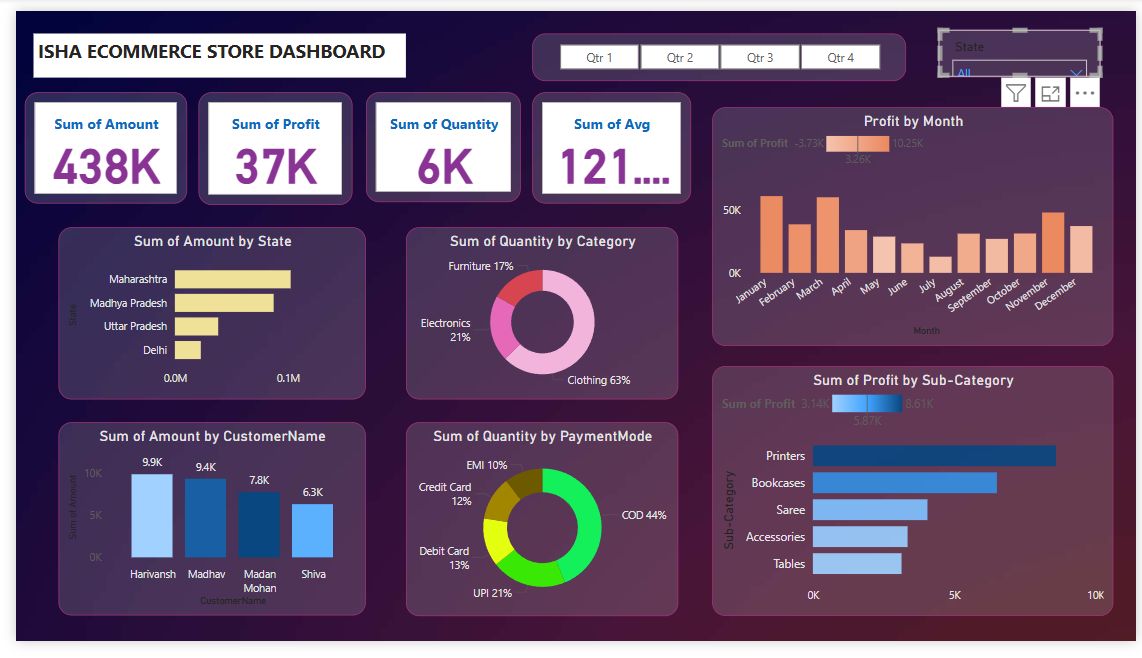 ISHA ECOMMERCE STORE DASHBOARD
Qtr 1
Qtr 2
Qtr 3
Qtr 4
State
All
Sum of Amount
438K
Sum of Profit
37K
Sum of Quantity
6K
Sum of Avg
121....
Profit by Month
Sum of Profit -3.73K 10.25K
3.26K
50K
0K
January
February
March
April
May
June
July
August
September
October
November
December
Month
Sum of Amount by State
State
Maharashtra
Madhya Pradesh
Uttar Pradesh
Delhi
0.0M 0.1M
Sum of Quantity by Category
Furniture 17%
Electronics
21%
Clothing 63%
Sum of Profit by Sub-Category
Sum of Profit 3.14K 8.61K
5.87K
Sub-Category
Printers
Bookcases
Saree
Accessories
Tables
0K 5K 10K
Sum of Amount by CustomerName
Sum of Amount
10K
5K
0K
9.9K
9.4K
7.8K
6.3K
Harivansh
Madhav
Madan
Mohan
Shiva
CustomerName
Sum of Quantity by PaymentMode
EMI 10%
Credit Card
12%
COD 44%
Debit Card
13%
UPI 21%